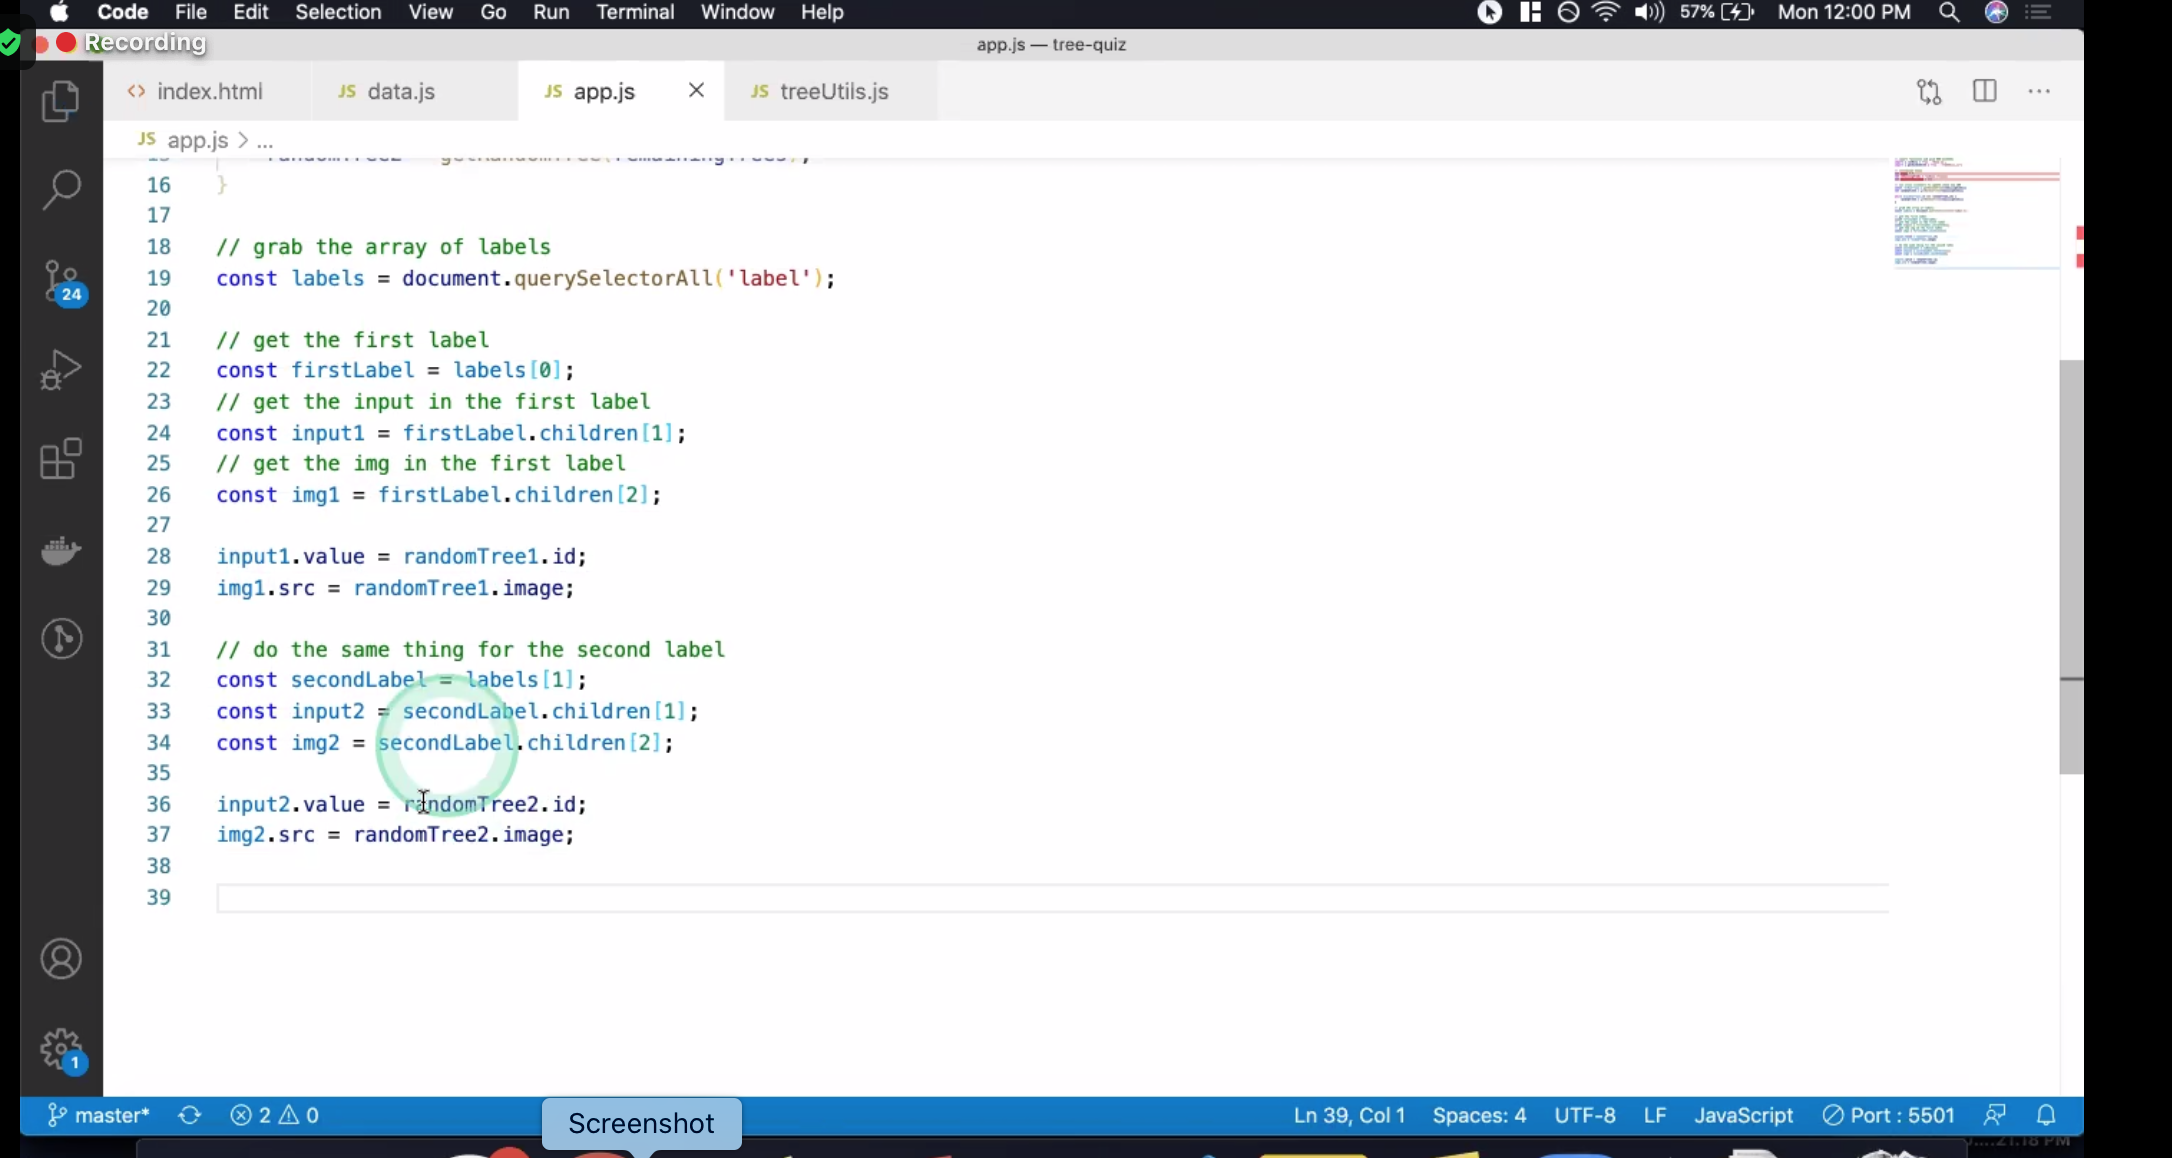 Code File Edit Selection View Go Run Terminal Window Help 57% Mon 12:00 PM
Recording
app.js — tree-quiz
index.html JS data.js JS app.js JS treeUtils.js
JS app.js > ...
16 }
17
18 // grab the array of labels
19 const labels = document.querySelectorAll('label');
20
21 // get the first label
22 const firstLabel = labels[0];
23 // get the input in the first label
24 const input1 = firstLabel.children[1];
25 // get the img in the first label
26 const img1 = firstLabel.children[2];
27
28 input1.value = randomTree1.id;
29 img1.src = randomTree1.image;
30
31 // do the same thing for the second label
32 const secondLabel = labels[1];
33 const input2 = secondLabel.children[1];
34 const img2 = secondLabel.children[2];
35
36 input2.value = randomTree2.id;
37 img2.src = randomTree2.image;
38
39
24
1
master* 2 0 Ln 39, Col 1 Spaces: 4 UTF-8 LF JavaScript Port : 5501
Screenshot